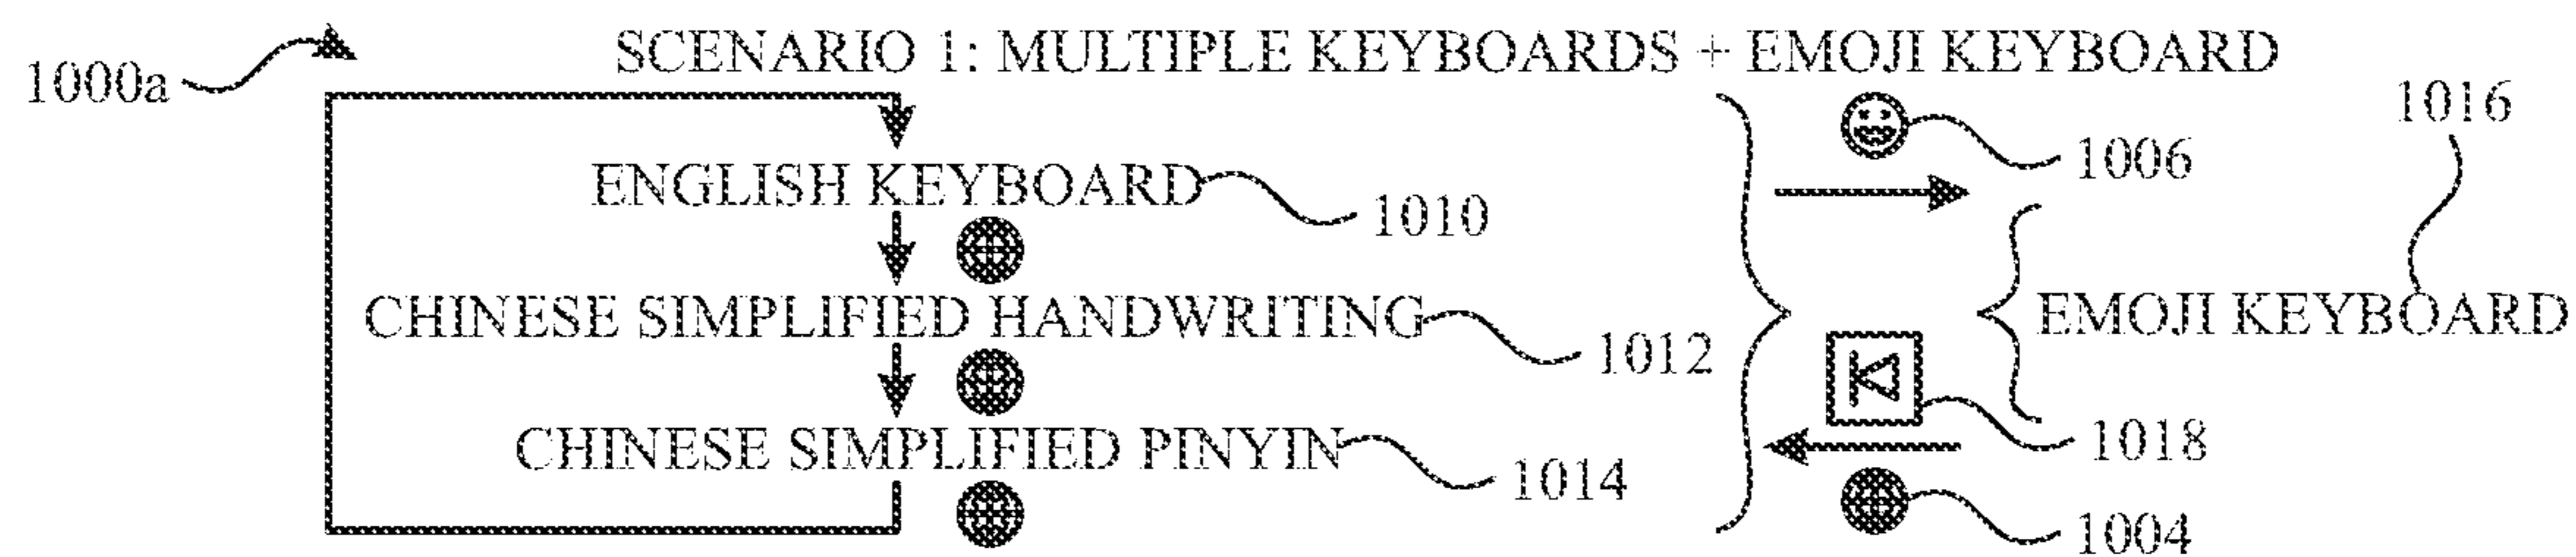 SCENARIO 1: MULTIPLE KEYBOARDS + EMOJI KEYBOARD
1000a
1016
1006
ENGLISH KEYBOARD
1010
CHINESE SIMPLIFIED HANDWRITING
EMOJI KEYBOARD
1012
CHINESE SIMPLIFIED PINYIN
1018
1014
1004